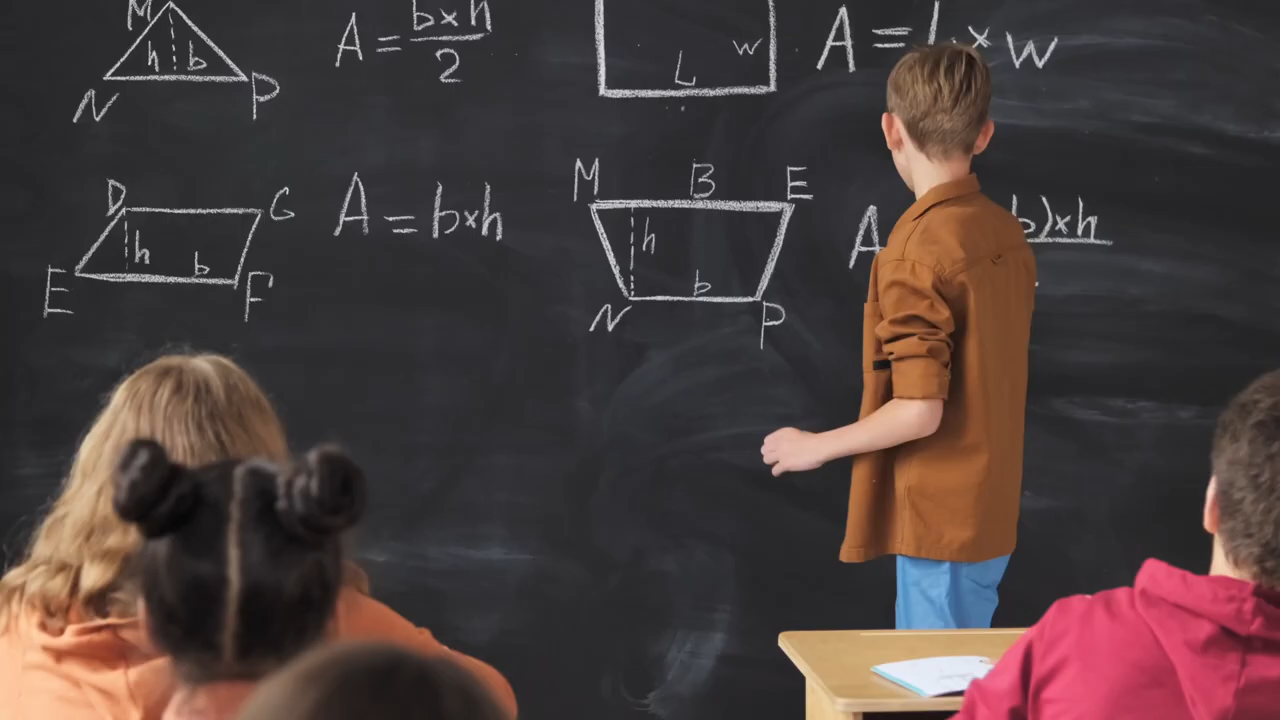 M
h b
N P
A = b×h
2
L w
A = L × w
D G
h b
E F
A = b×h
M B E
h b
N P
A b)×h